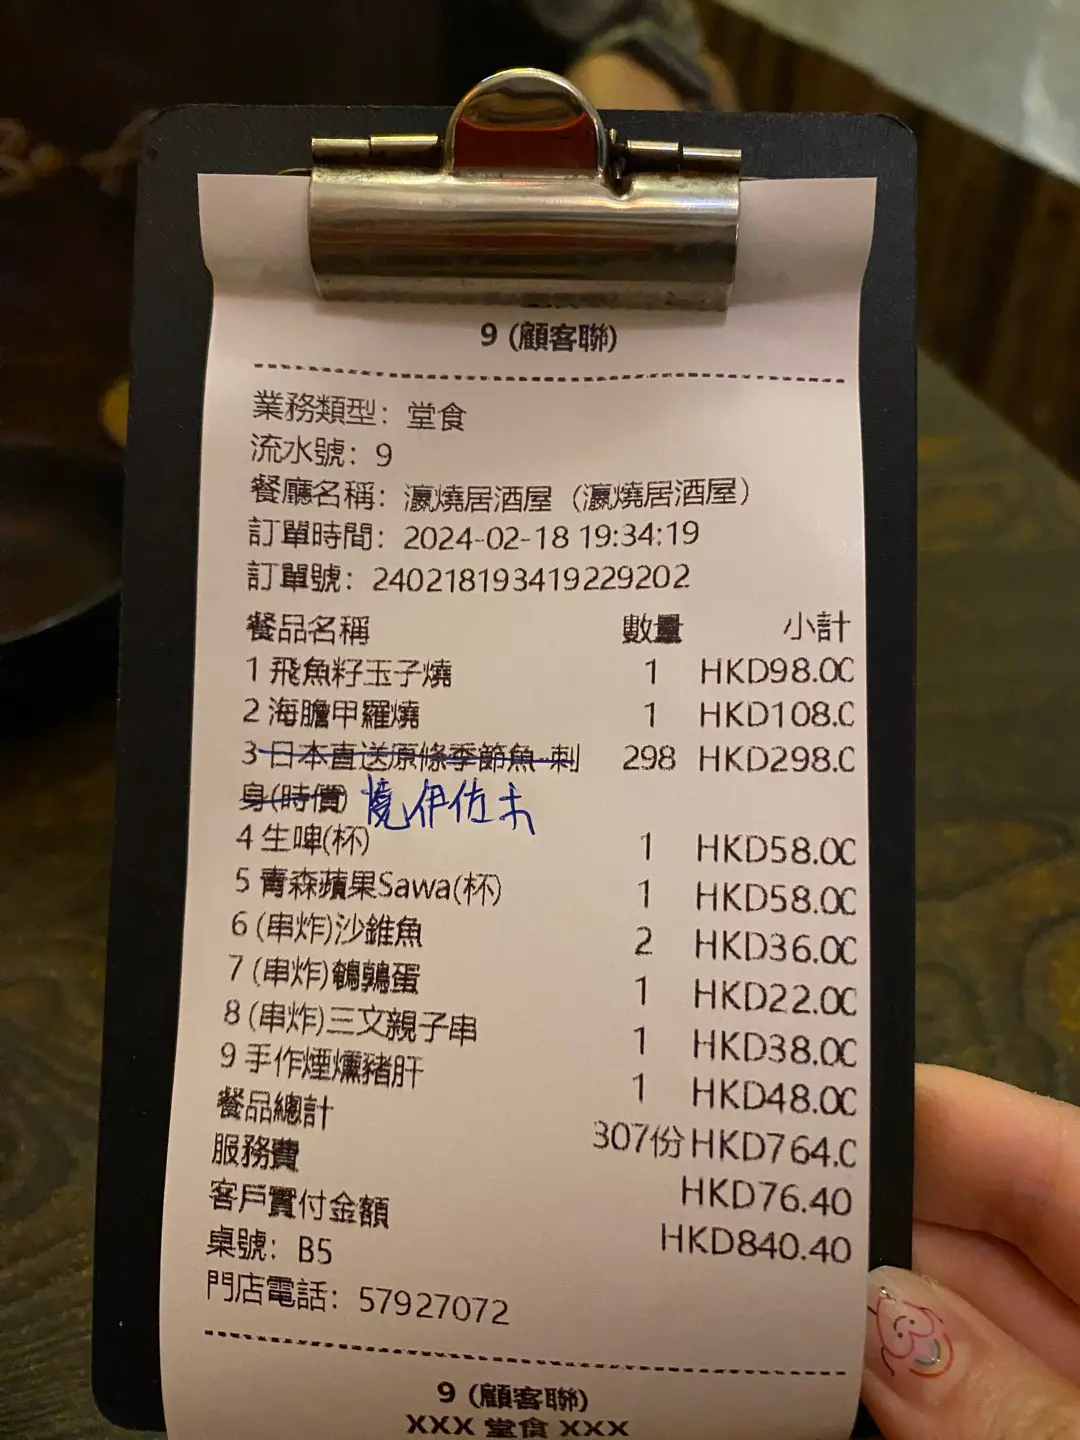 9 (顧客聯)
業務類型：堂食
流水號：9
餐廳名稱：瀛燒居酒屋（瀛燒居酒屋）
訂單時間：2024-02-18 19:34:19
訂單號：240218193419229202
餐品名稱 數量 小計
1 飛魚籽玉子燒 1 HKD98.00
2 海膽甲羅燒 1 HKD108.0
3 日本直送原條季節魚-刺 298 HKD298.0
身(時價) 燒伊佐木
4 生啤(杯) 1 HKD58.00
5 青森蘋果Sawa(杯) 1 HKD58.00
6 (串炸)沙錐魚 2 HKD36.00
7 (串炸)鵪鶉蛋 1 HKD22.00
8 (串炸)三文親子串 1 HKD38.00
9 手作煙燻豬肝 1 HKD48.00
餐品總計 307份 HKD764.0
服務費 HKD76.40
客戶實付金額 HKD840.40
桌號：B5
門店電話：57927072
9 (顧客聯)
XXX 堂食 XXX